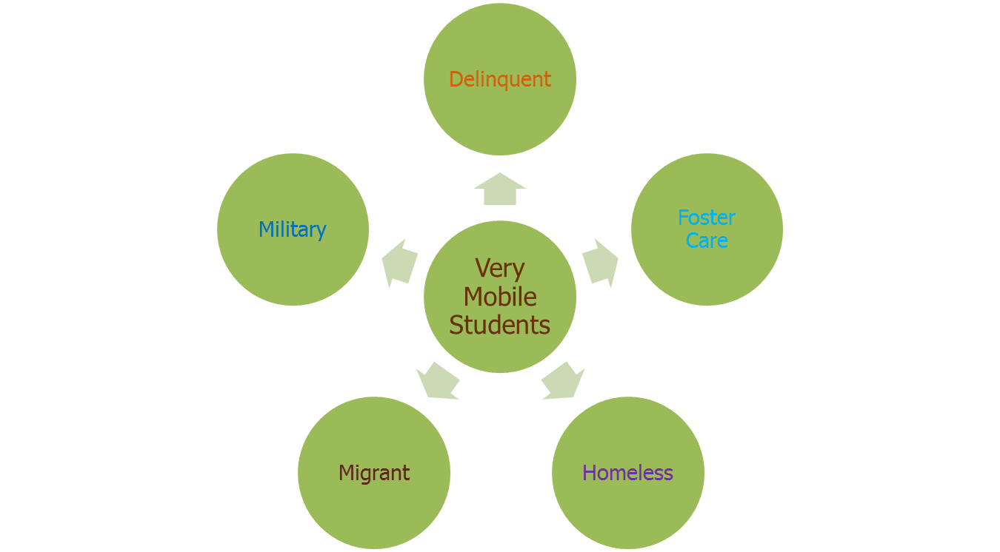 Delinquent
Military
Foster
Care
Very
Mobile
Students
Migrant
Homeless